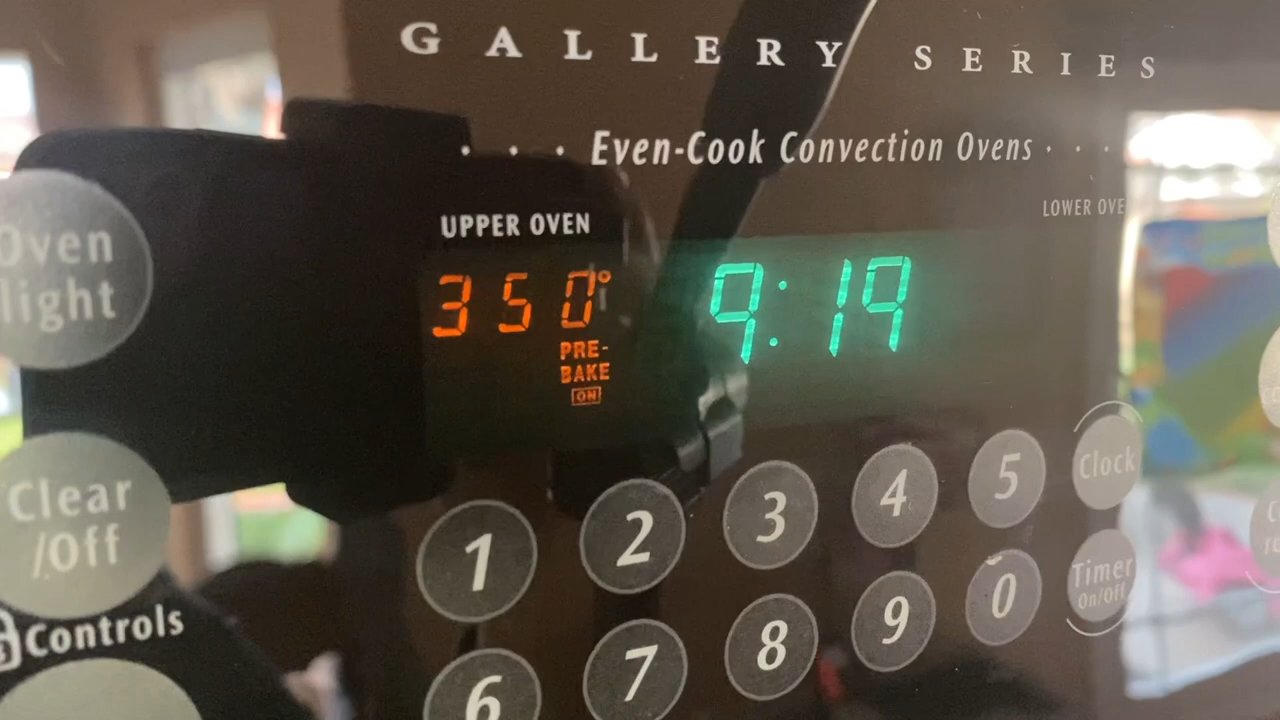 GALLERY SERIES
· · · Even-Cook Convection Ovens · · ·
UPPER OVEN
LOWER OVE
350°
9:19
PRE-
BAKE
ON
Oven
light
Clear
/Off
Controls
1 2 3 4 5 Clock
6 7 8 9 0 Timer
On/Off